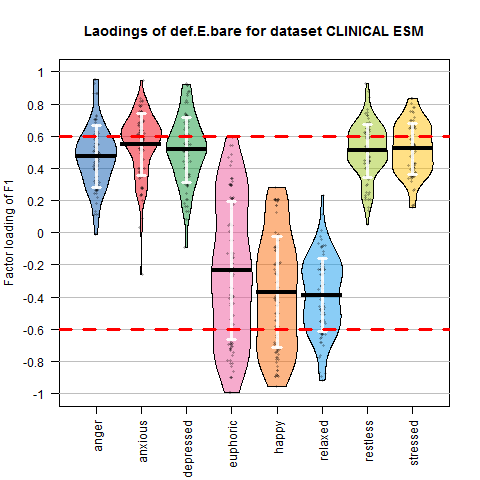 Laodings of def.E.bare for dataset CLINICAL ESM
Factor loading of F1
1
0.8
0.6
0.4
0.2
0
-0.2
-0.4
-0.6
-0.8
-1
anger
anxious
depressed
euphoric
happy
relaxed
restless
stressed